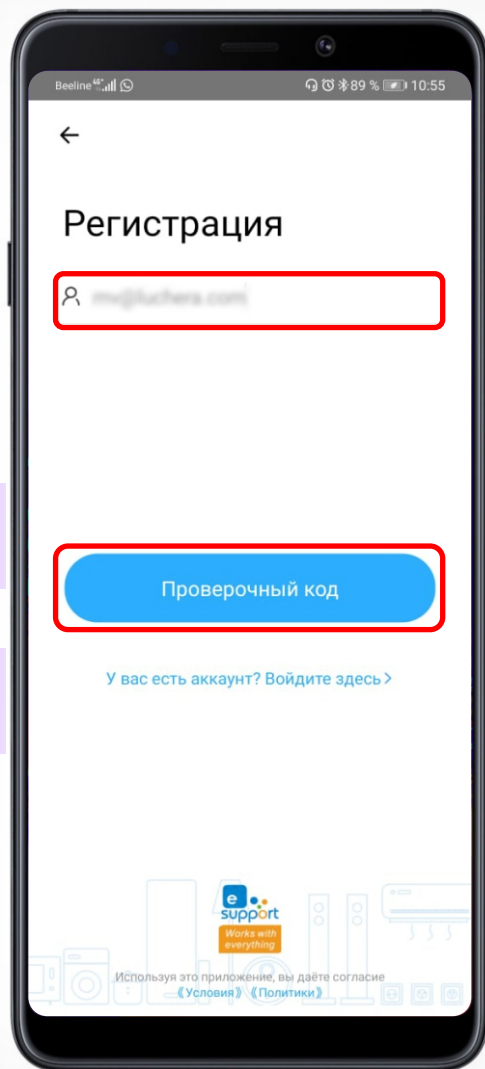 Beeline 4G 89 % 10:55
Регистрация
Проверочный код
У вас есть аккаунт? Войдите здесь >
e
support
Works with
everything
Используя это приложение, вы даёте согласие
《Условия》 《Политики》